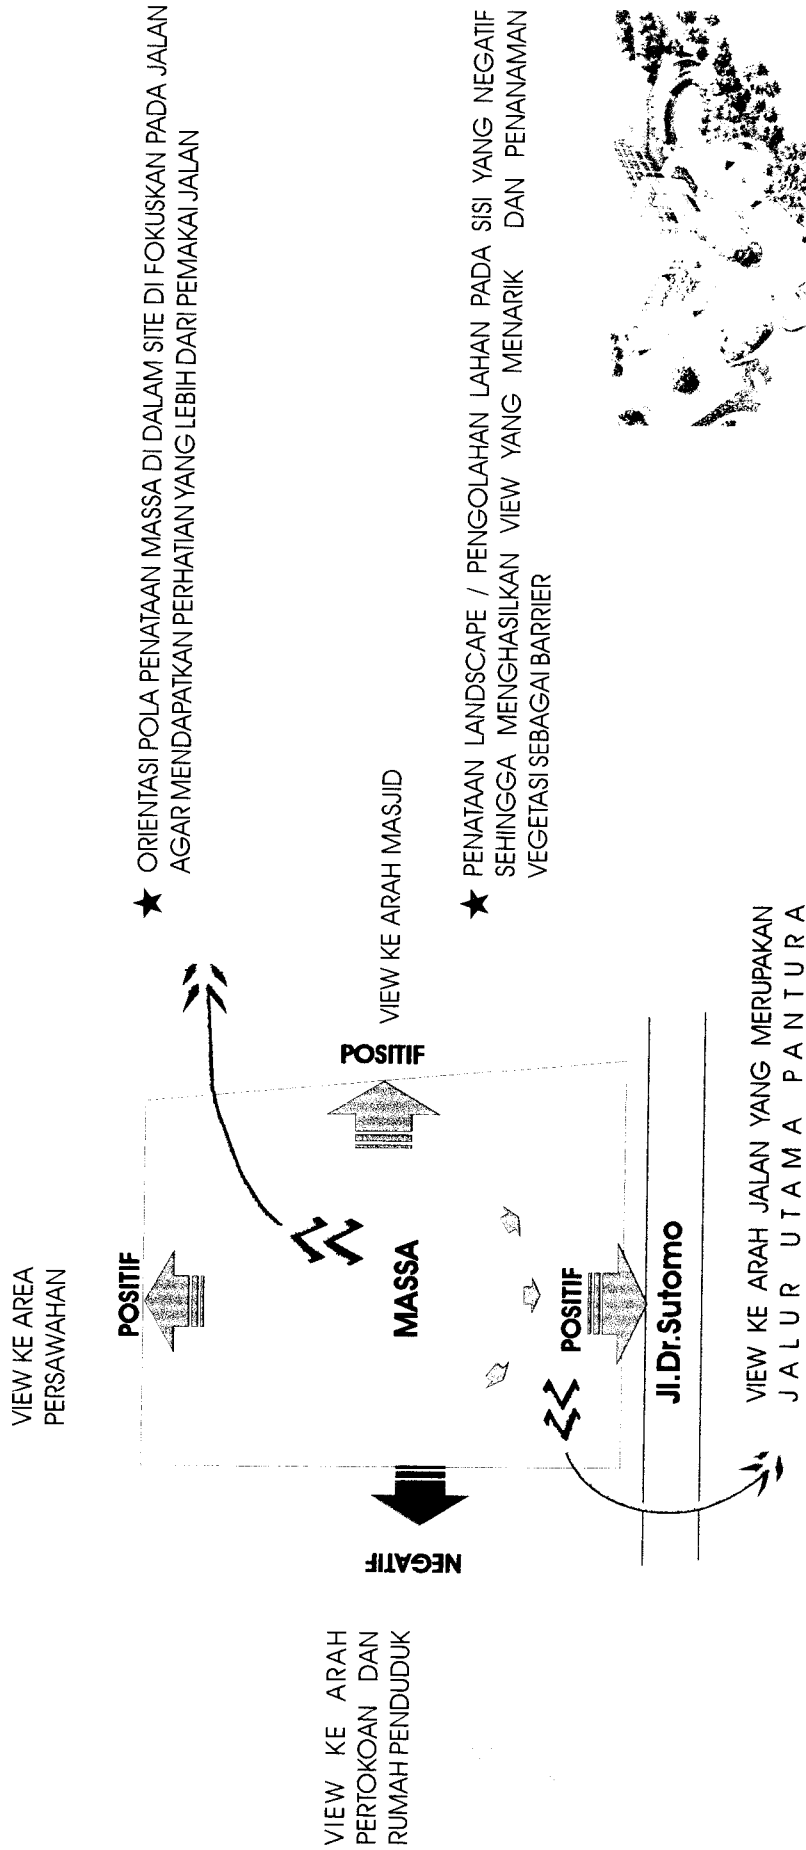 VIEW KE AREA
PERSAWAHAN
POSITIF
VIEW KE ARAH
PERTOKOAN DAN
RUMAH PENDUDUK
NEGATIF
MASSA
POSITIF
VIEW KE ARAH MASJID
POSITIF
Jl.Dr.Sutomo
VIEW KE ARAH JALAN YANG MERUPAKAN
JALUR UTAMA PANTURA
★ ORIENTASI POLA PENATAAN MASSA DI DALAM SITE DI FOKUSKAN PADA JALAN
AGAR MENDAPATKAN PERHATIAN YANG LEBIH DARI PEMAKAI JALAN
★ PENATAAN LANDSCAPE / PENGOLAHAN LAHAN PADA SISI YANG NEGATIF
SEHINGGA MENGHASILKAN VIEW YANG MENARIK DAN PENANAMAN
VEGETASI SEBAGAI BARRIER